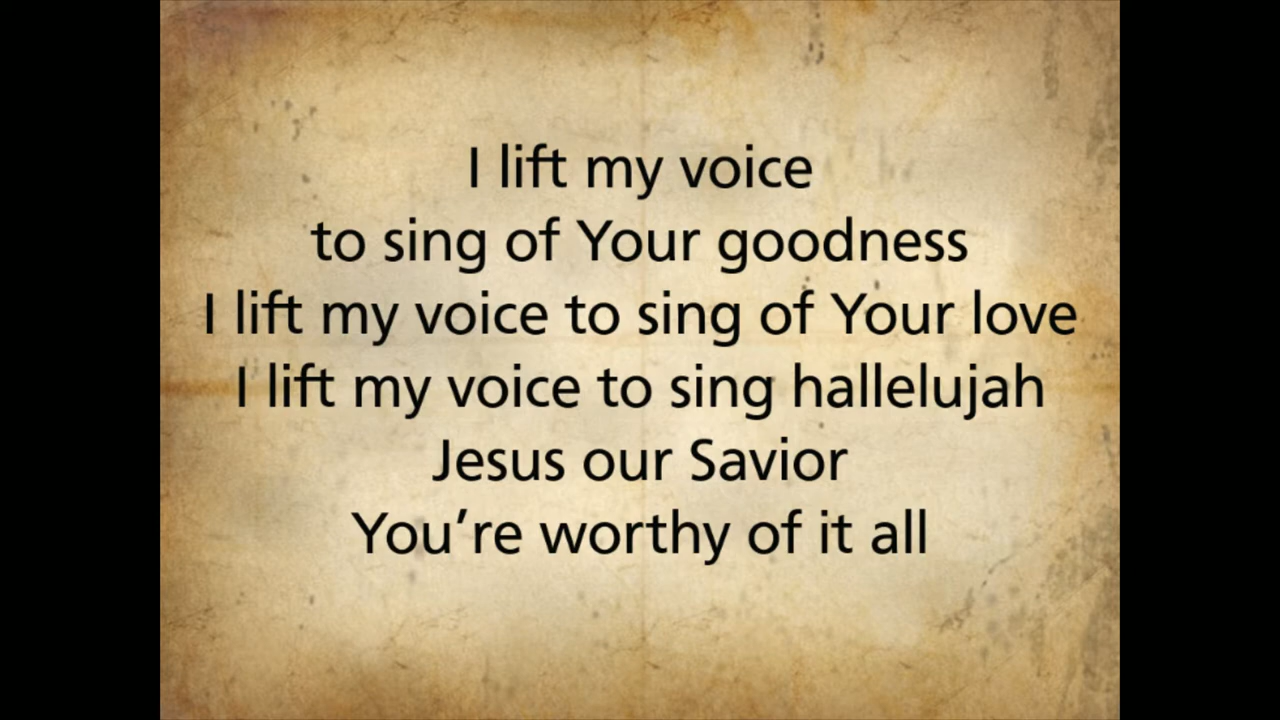 I lift my voice
to sing of Your goodness
I lift my voice to sing of Your love
I lift my voice to sing hallelujah
Jesus our Savior
You’re worthy of it all